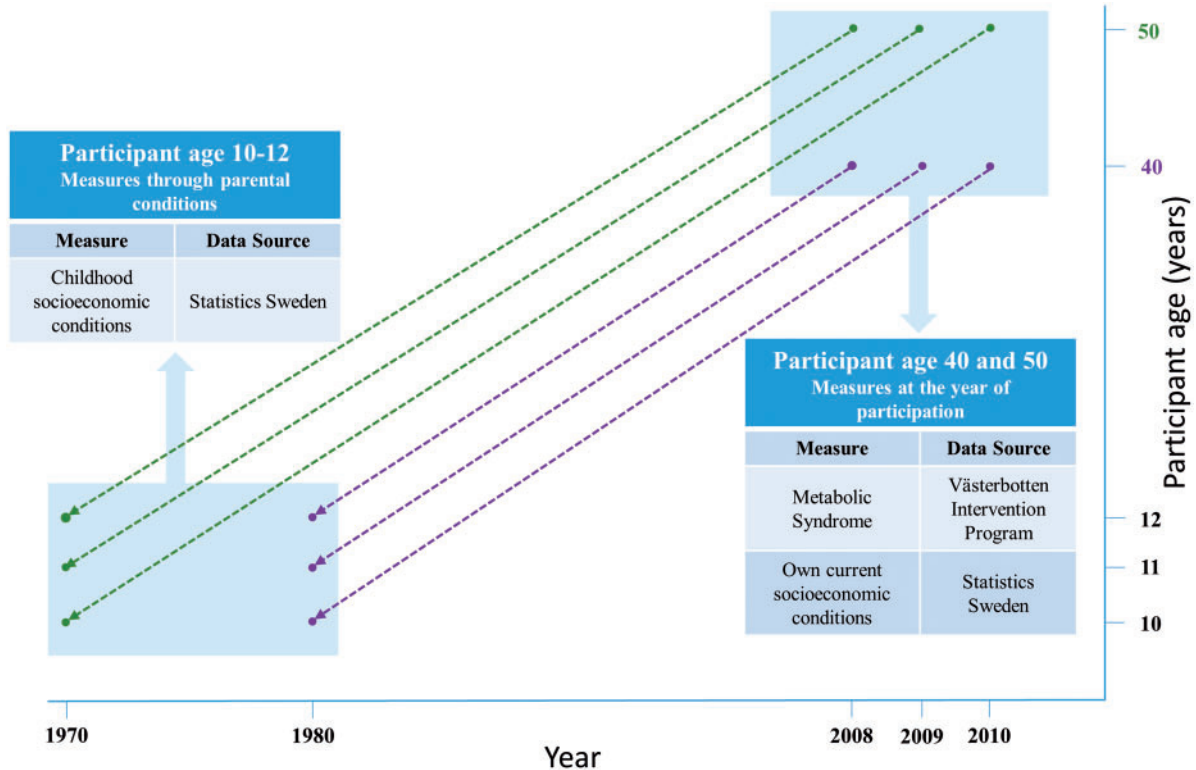 50
40
Participant age 10-12
Measures through parental
conditions
Measure
Data Source
Childhood
socioeconomic
conditions
Statistics Sweden
Participant age 40 and 50
Measures at the year of
participation
Measure
Data Source
Metabolic
Syndrome
Västerbotten
Intervention
Program
Own current
socioeconomic
conditions
Statistics
Sweden
Participant age (years)
12
11
10
1970
1980
2008
2009
2010
Year